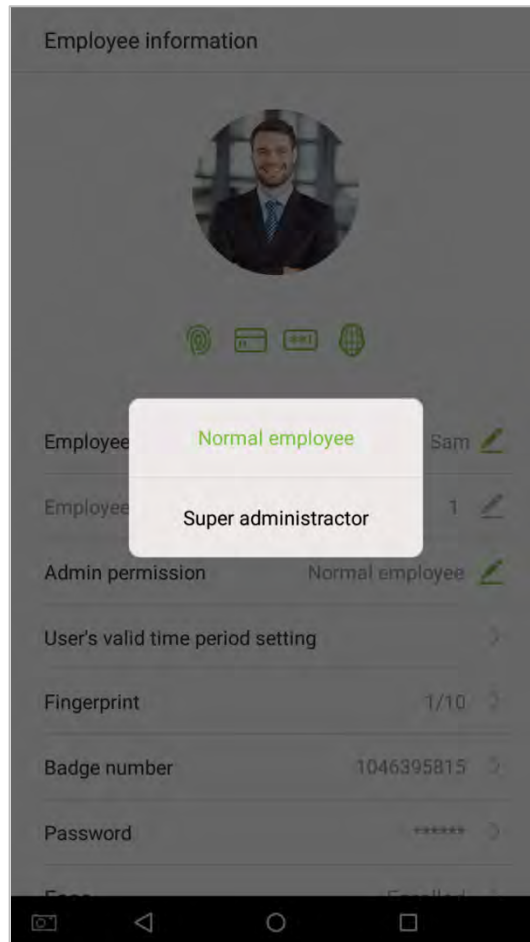 Employee information
Normal employee
Employee Sam
Employee 1
Super administractor
Admin permission Normal employee
User's valid time period setting
Fingerprint 1/10
Badge number 1046395815
Password ******